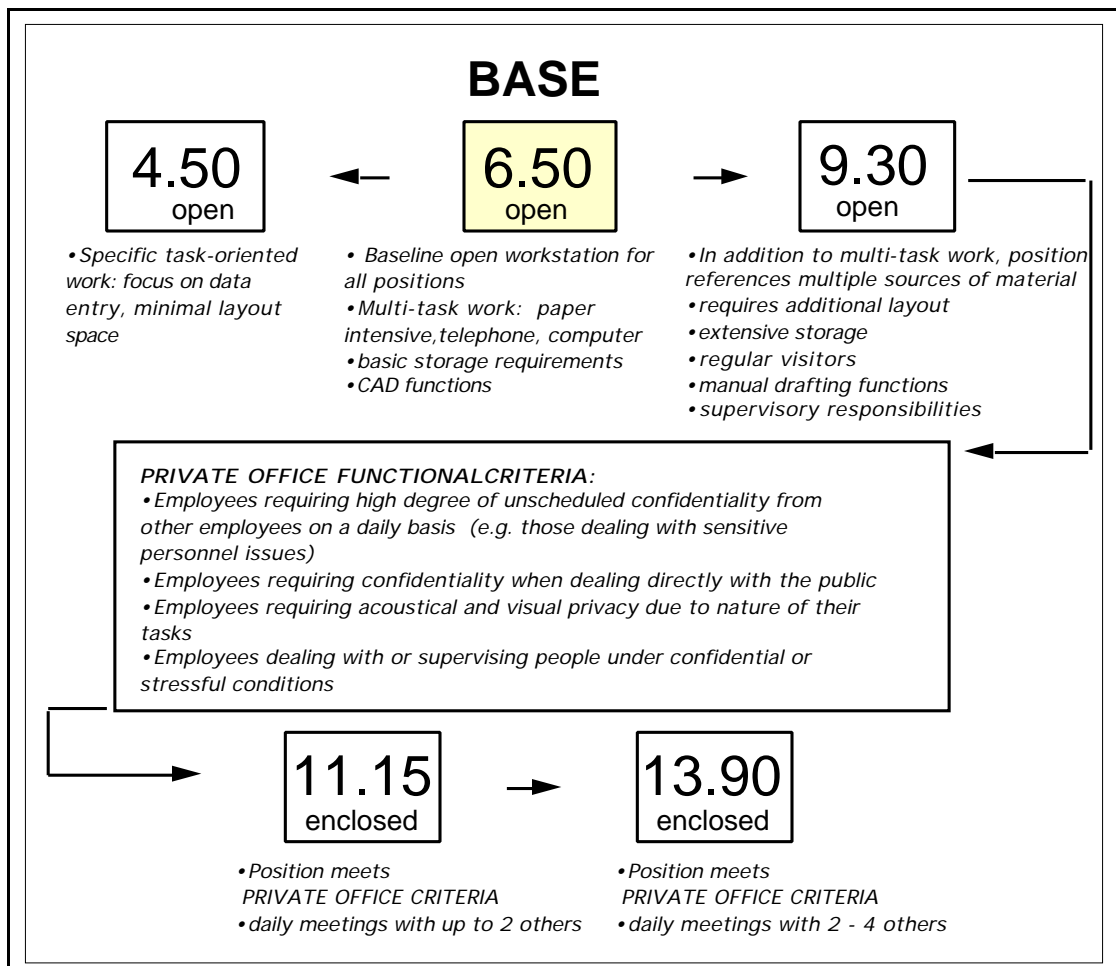 BASE
4.50
open
6.50
open
9.30
open
• Specific task-oriented
work: focus on data
entry, minimal layout
space
• Baseline open workstation for
all positions
• Multi-task work: paper
intensive,telephone, computer
• basic storage requirements
• CAD functions
• In addition to multi-task work, position
references multiple sources of material
• requires additional layout
• extensive storage
• regular visitors
• manual drafting functions
• supervisory responsibilities
PRIVATE OFFICE FUNCTIONALCRITERIA:
• Employees requiring high degree of unscheduled confidentiality from
other employees on a daily basis (e.g. those dealing with sensitive
personnel issues)
• Employees requiring confidentiality when dealing directly with the public
• Employees requiring acoustical and visual privacy due to nature of their
tasks
• Employees dealing with or supervising people under confidential or
stressful conditions
11.15
enclosed
13.90
enclosed
• Position meets
PRIVATE OFFICE CRITERIA
• daily meetings with up to 2 others
• Position meets
PRIVATE OFFICE CRITERIA
• daily meetings with 2 - 4 others